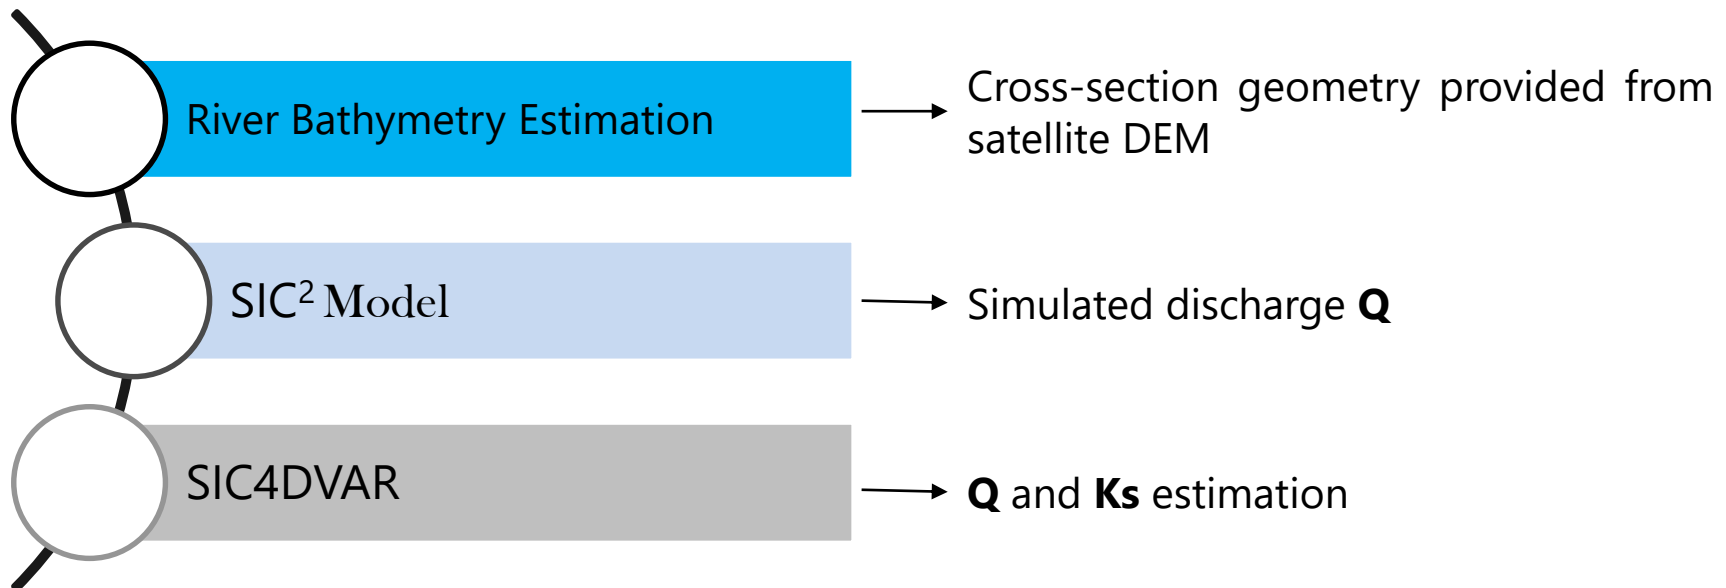 River Bathymetry Estimation
Cross-section geometry provided from
satellite DEM
SIC² Model
Simulated discharge Q
SIC4DVAR
Q and Ks estimation